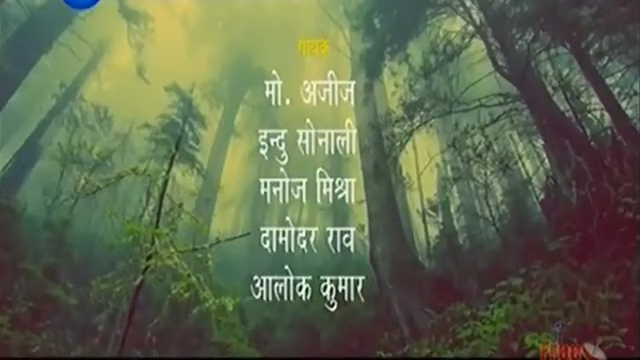 गायक
मो. अजीज
इन्दु सोनाली
मनोज मिश्रा
दामोदर राव
आलोक कुमार